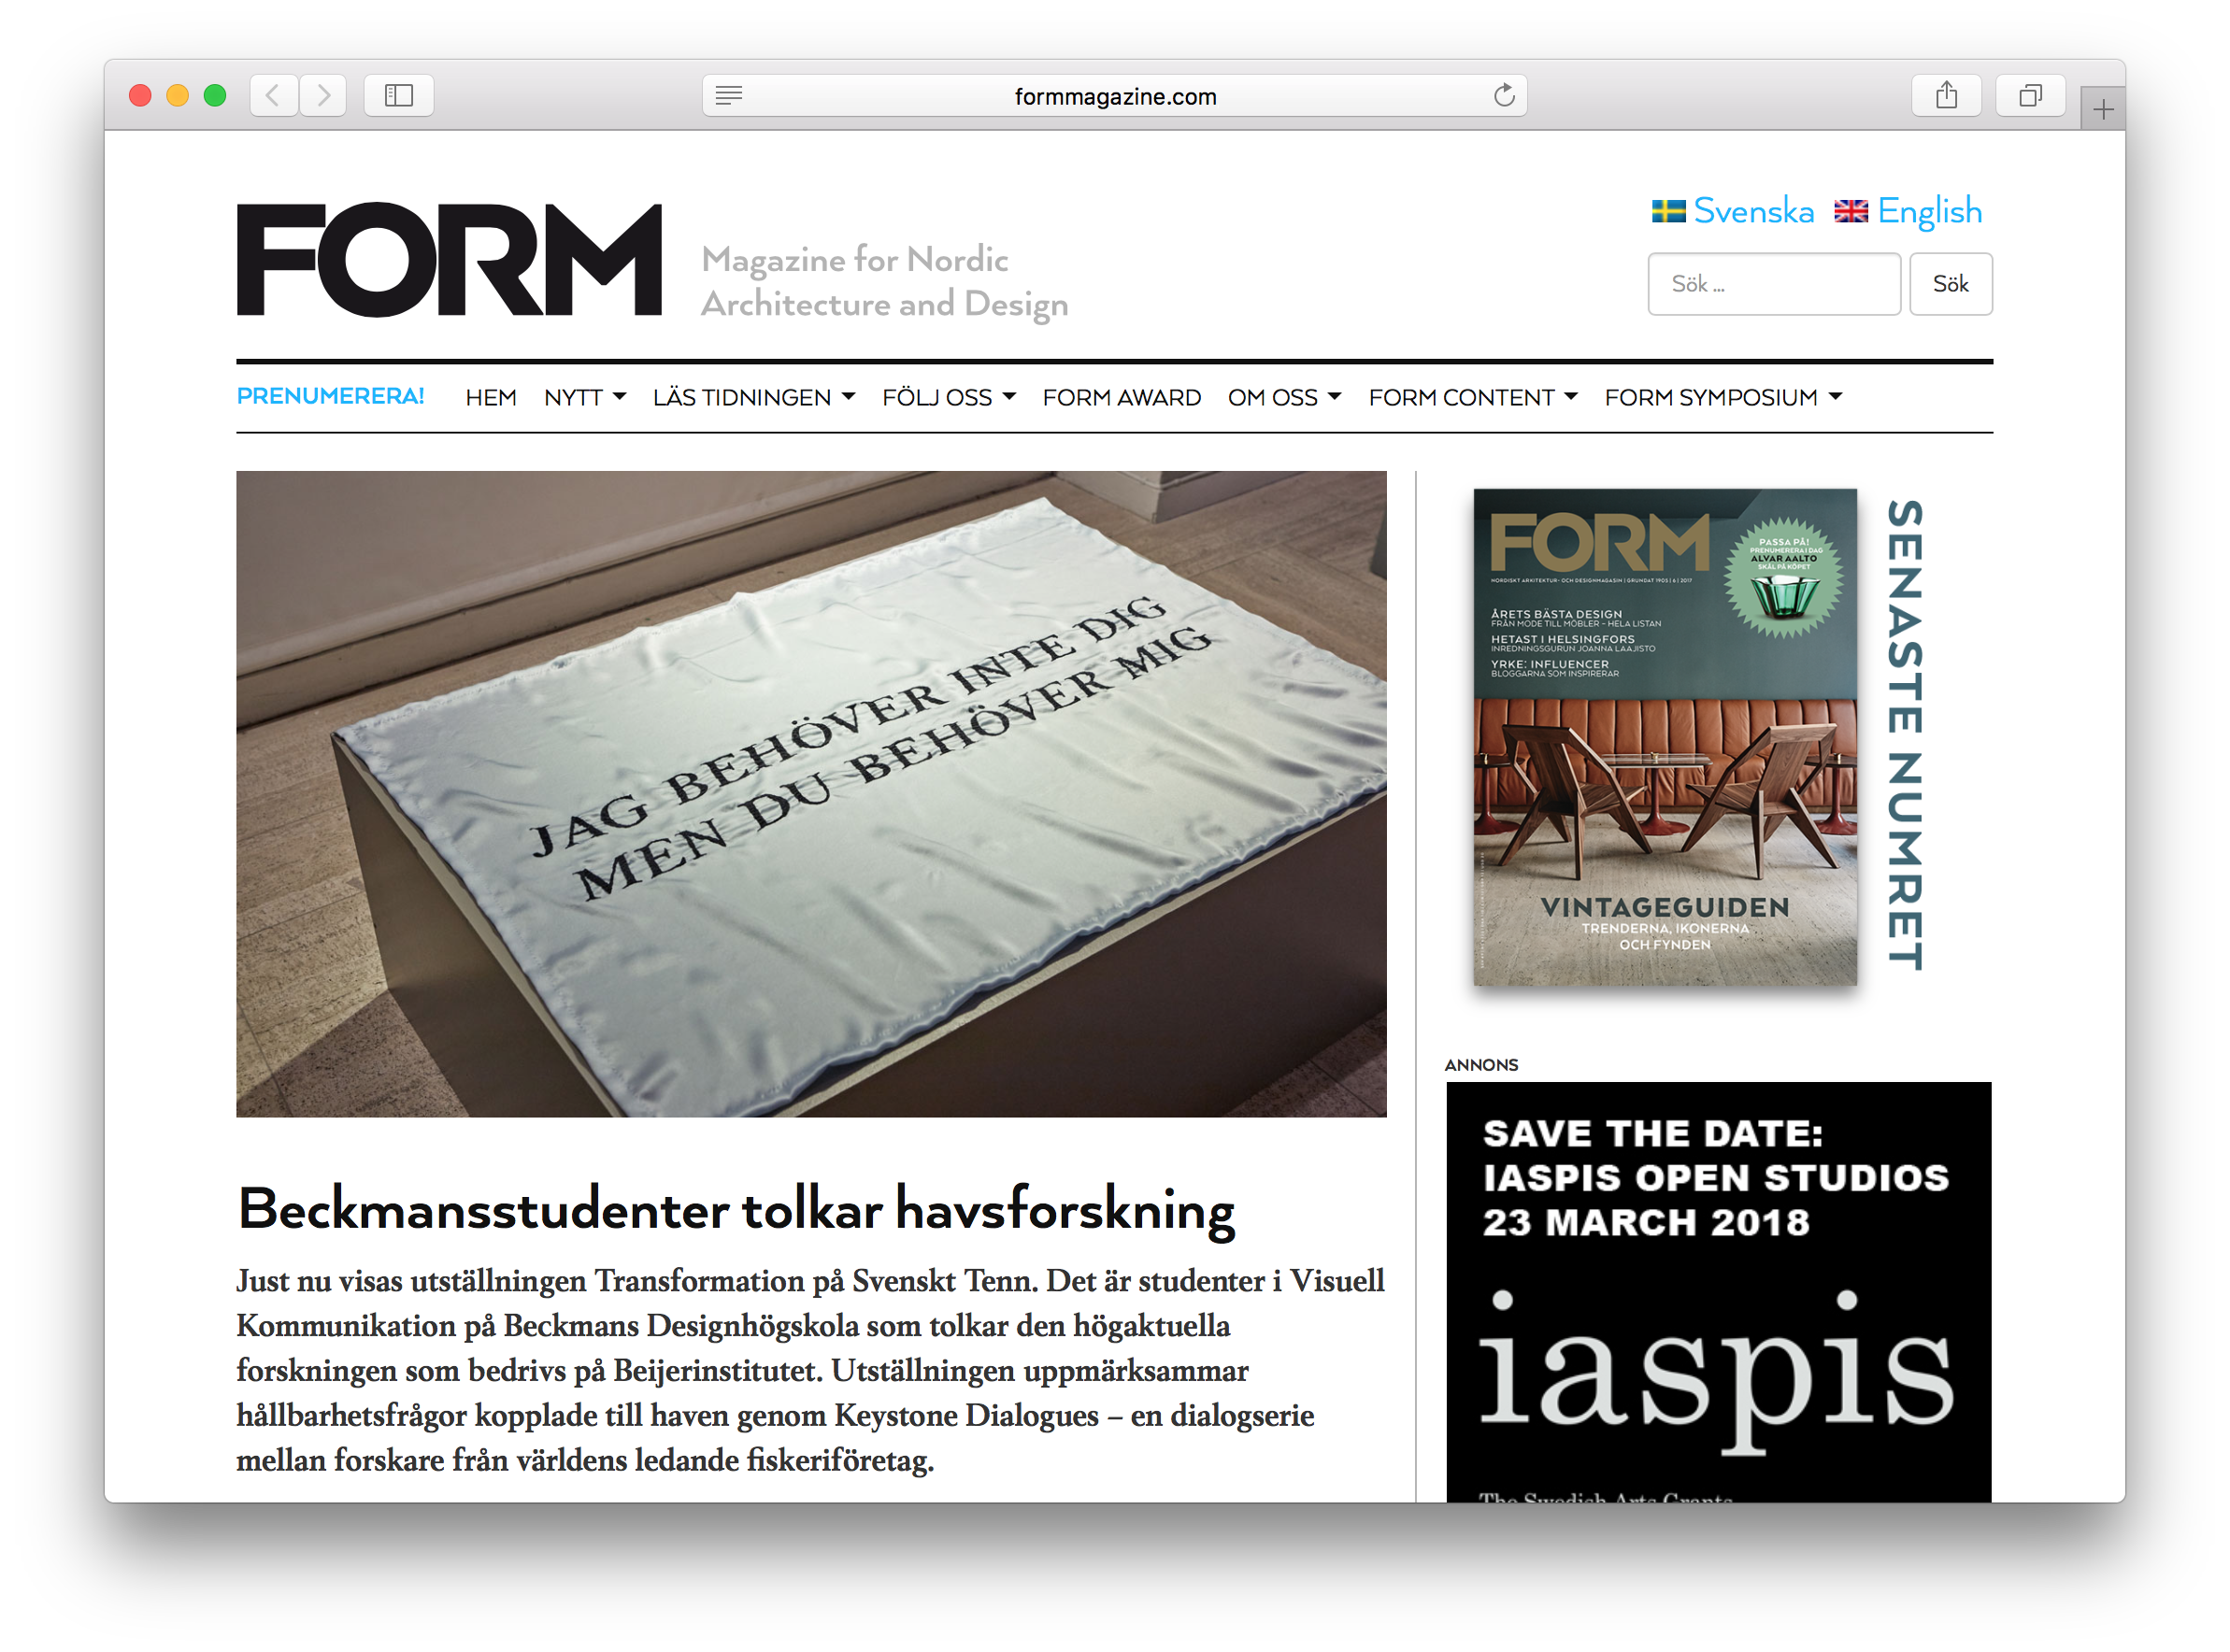 formmagazine.com
FORM
Magazine for Nordic
Architecture and Design
Svenska English
Sök ...
Sök
PRENUMERERA! HEM NYTT LÄS TIDNINGEN FÖLJ OSS FORM AWARD OM OSS FORM CONTENT FORM SYMPOSIUM
JAG BEHÖVER INTE DIG
MEN DU BEHÖVER MIG
Beckmansstudenter tolkar havsforskning
Just nu visas utställningen Transformation på Svenskt Tenn. Det är studenter i Visuell
Kommunikation på Beckmans Designhögskola som tolkar den högaktuella
forskningen som bedrivs på Beijerinstitutet. Utställningen uppmärksammar
hållbarhetsfrågor kopplade till haven genom Keystone Dialogues – en dialogserie
mellan forskare från världens ledande fiskeriföretag.
FORM
NORDISKT ARKITEKTUR- OCH DESIGNMAGASIN | GRUNDAT 1905 | 6 | 2017
PASSA PÅ!
PRENUMERERA I DAG
ALVAR AALTO
SKÅL PÅ KÖPET
ÅRETS BÄSTA DESIGN
FRÅN MODE TILL MÖBLER – HELA LISTAN
HETAST I HELSINGFORS
INREDNINGSGURUN JOANNA LAAJISTO
YRKE: INFLUENCER
BLOGGARNA SOM INSPIRERAR
VINTAGEGUIDEN
TRENDERNA, IKONERNA
OCH FYNDEN
SENASTE NUMRET
ANNONS
SAVE THE DATE:
IASPIS OPEN STUDIOS
23 MARCH 2018
iaspis
The Swedish Arts Grants